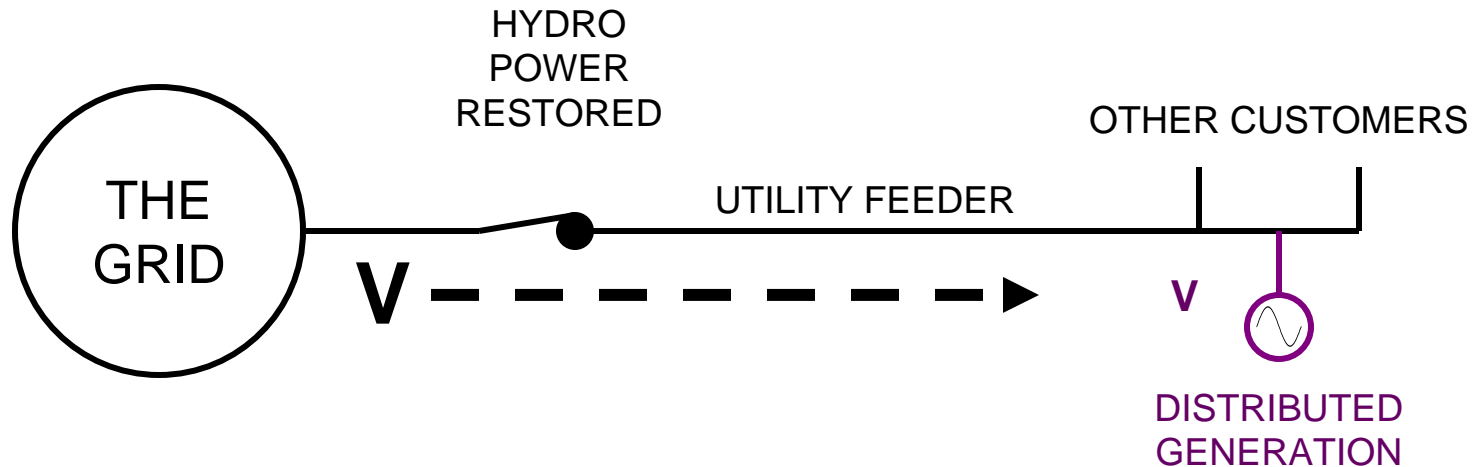 HYDRO
POWER
RESTORED
OTHER CUSTOMERS
THE
GRID
UTILITY FEEDER
V
V
DISTRIBUTED
GENERATION